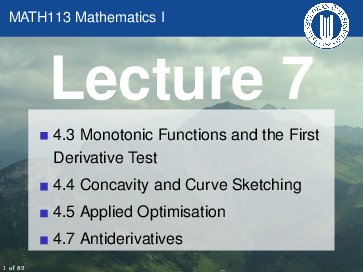 MATH113 Mathematics I
Lecture 7
4.3 Monotonic Functions and the First
Derivative Test
4.4 Concavity and Curve Sketching
4.5 Applied Optimisation
4.7 Antiderivatives
1 of 82